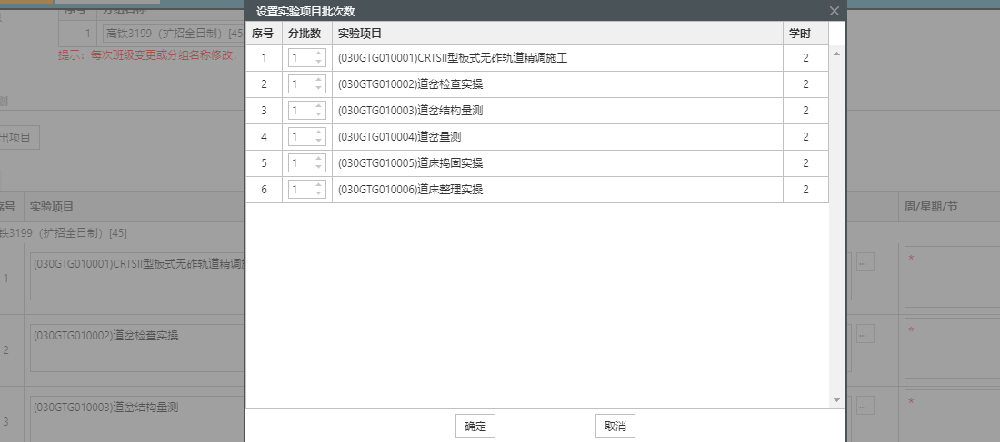 设置实验项目批次数
序号 分批数 实验项目 学时
1 1 (030GTG010001)CRTSII型板式无砟轨道精调施工 2
2 1 (030GTG010002)道岔检查实操 2
3 1 (030GTG010003)道岔结构量测 2
4 1 (030GTG010004)道岔量测 2
5 1 (030GTG010005)道床捣固实操 2
6 1 (030GTG010006)道床整理实操 2
确定 取消
序号 分组名称
1 高铁3199（扩招全日制）[45
提示：每次班级变更或分组名称修改，
出项目
序号 实验项目 周/星期/节
铁3199（扩招全日制）[45]
1 (030GTG010001)CRTSII型板式无砟轨道精调 ... *
2 (030GTG010002)道岔检查实操 ... *
3 (030GTG010003)道岔结构量测 ... *